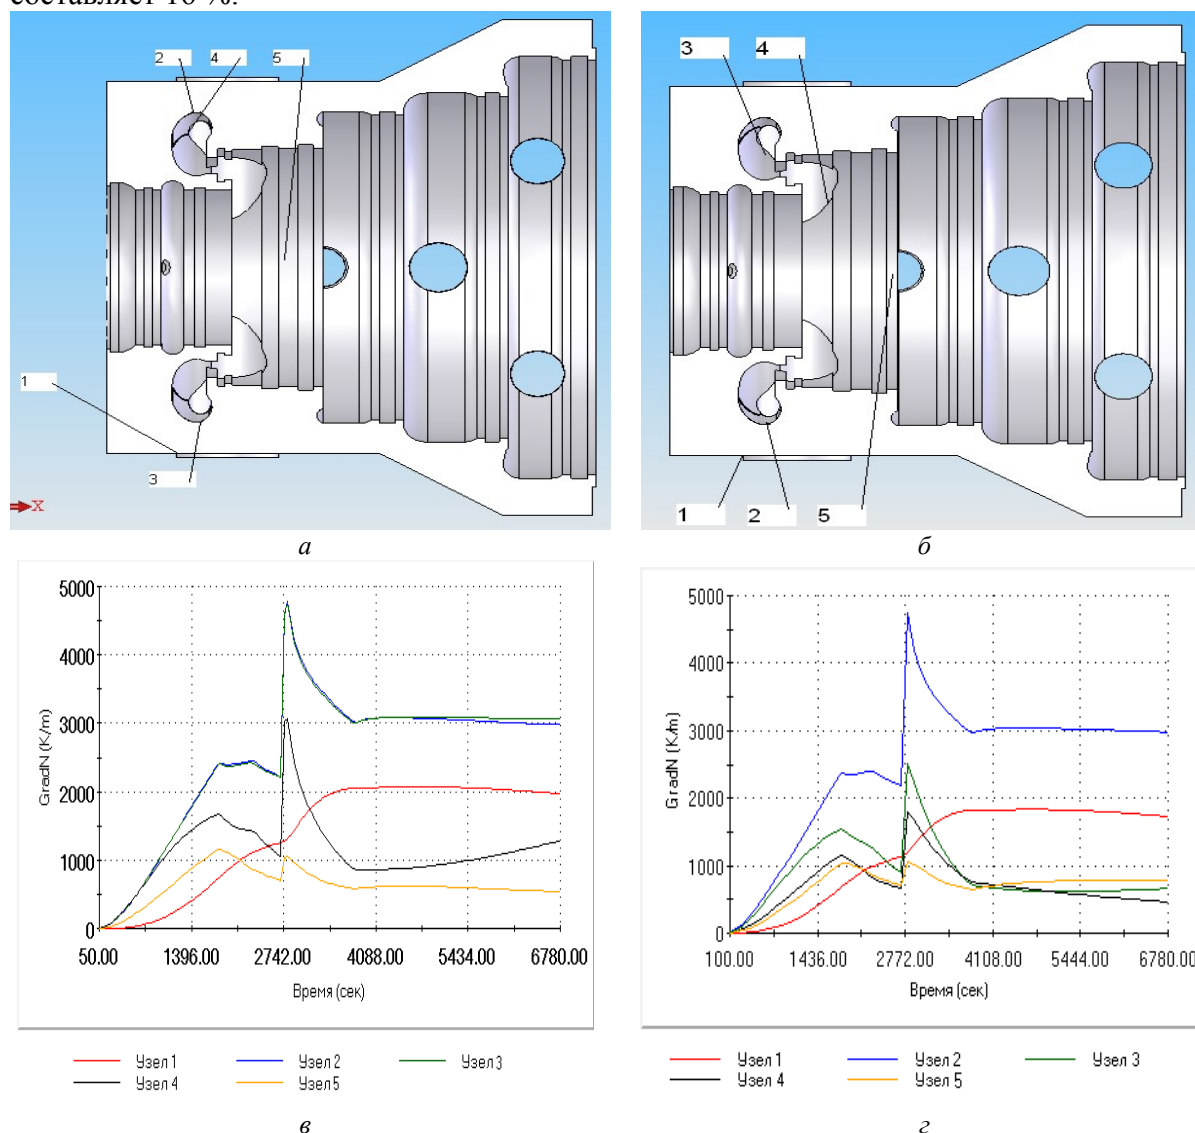 составляет 16 %.
2 4 5
1
3
X
3 4
1 2 5
а б
5000
4000
3000
2000
1000
0
GradN (K/m)
50.00 1396.00 2742.00 4088.00 5434.00 6780.00
Время (сек)
Узел 1 Узел 2 Узел 3
Узел 4 Узел 5
5000
4000
3000
2000
1000
0
GradN (K/m)
100.00 1436.00 2772.00 4108.00 5444.00 6780.00
Время (сек)
Узел 1 Узел 2 Узел 3
Узел 4 Узел 5
в г